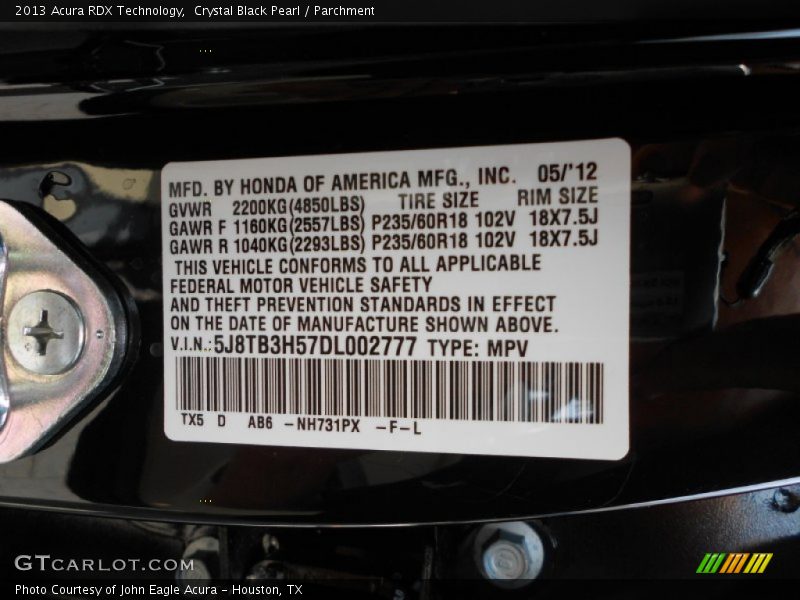 2013 Acura RDX Technology,  Crystal Black Pearl / Parchment
MFD. BY HONDA OF AMERICA MFG., INC. 05/'12
GVWR 2200KG(4850LBS) TIRE SIZE RIM SIZE
GAWR F 1160KG(2557LBS) P235/60R18 102V 18X7.5J
GAWR R 1040KG(2293LBS) P235/60R18 102V 18X7.5J
THIS VEHICLE CONFORMS TO ALL APPLICABLE
FEDERAL MOTOR VEHICLE SAFETY
AND THEFT PREVENTION STANDARDS IN EFFECT
ON THE DATE OF MANUFACTURE SHOWN ABOVE.
V.I.N.:5J8TB3H57DL002777 TYPE: MPV
TX5 D AB6 -NH731PX -F-L
GTCARLOT.COM
Photo Courtesy of John Eagle Acura - Houston, TX